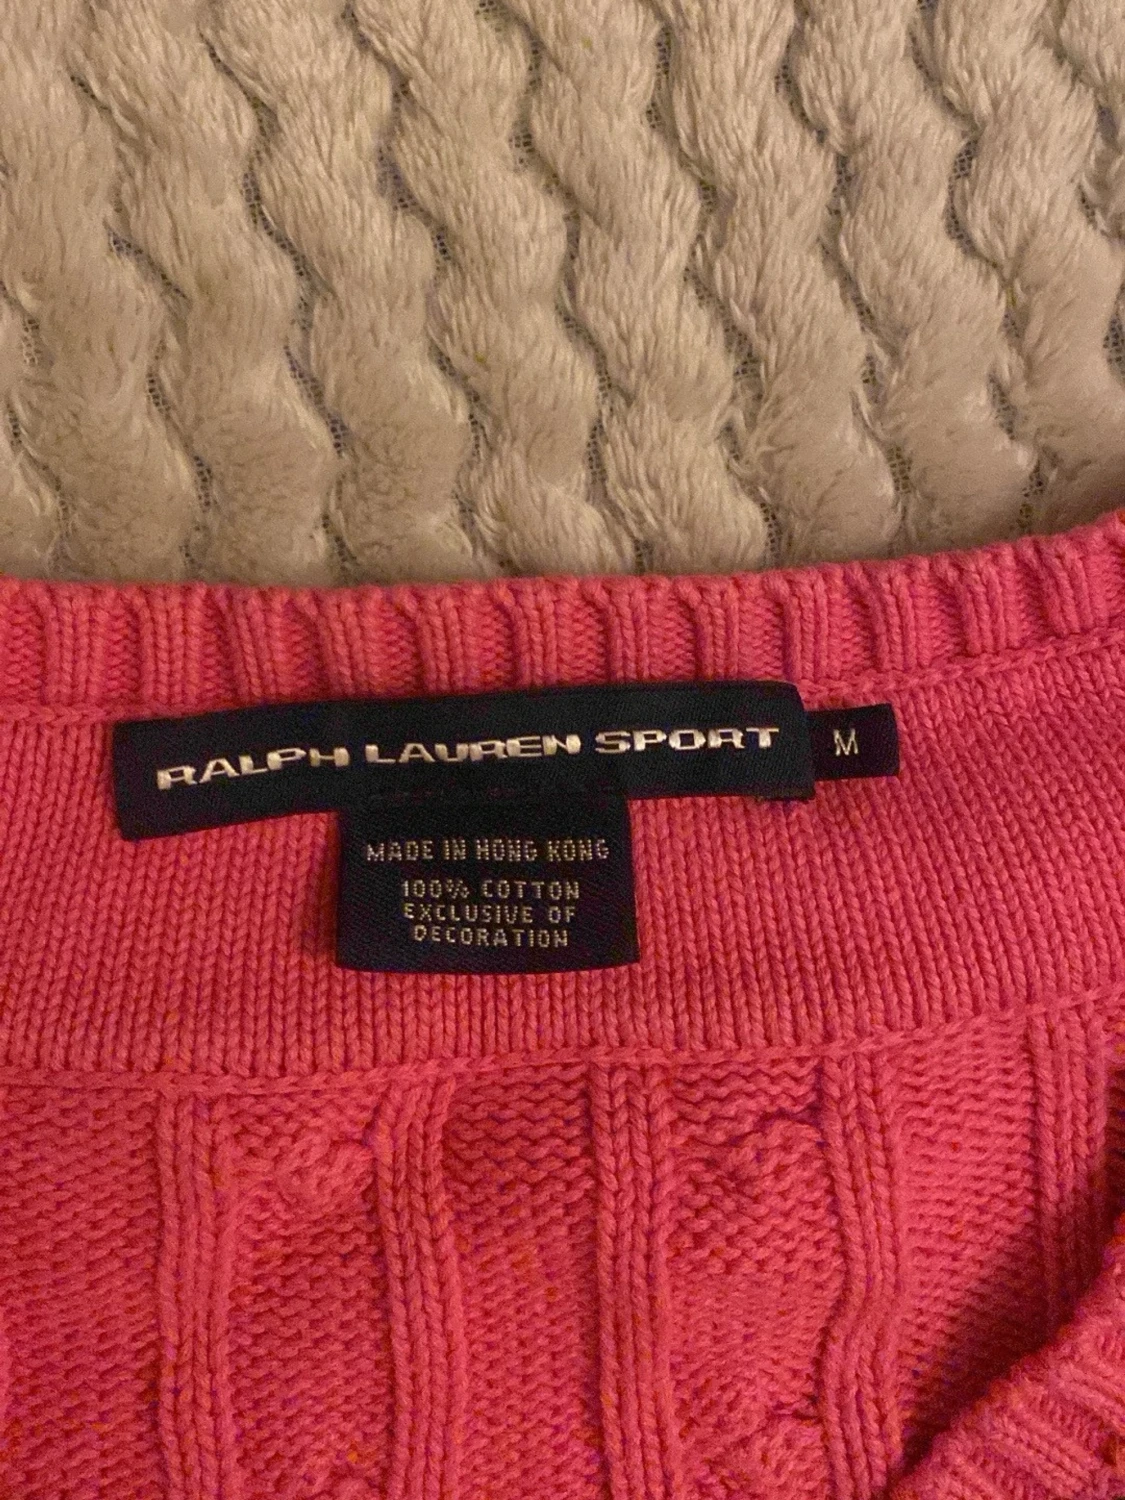 RALPH LAUREN SPORT
M
MADE IN HONG KONG
100% COTTON
EXCLUSIVE OF
DECORATION